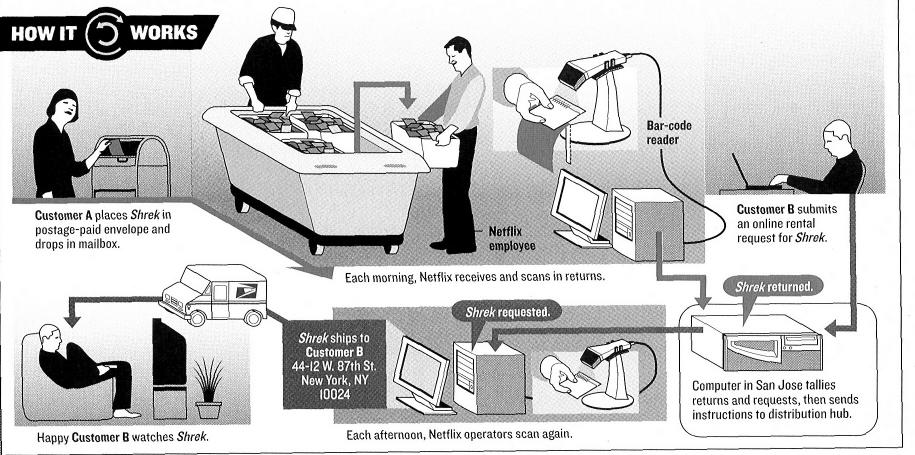 HOW IT WORKS
Customer A places Shrek in
postage-paid envelope and
drops in mailbox.
Netflix
employee
Bar-code
reader
Customer B submits
an online rental
request for Shrek.
Each morning, Netflix receives and scans in returns.
Shrek returned.
Computer in San Jose tallies
returns and requests, then sends
instructions to distribution hub.
Shrek requested.
Each afternoon, Netflix operators scan again.
Shrek ships to
Customer B
44-12 W. 87th St.
New York, NY
10024
Happy Customer B watches Shrek.